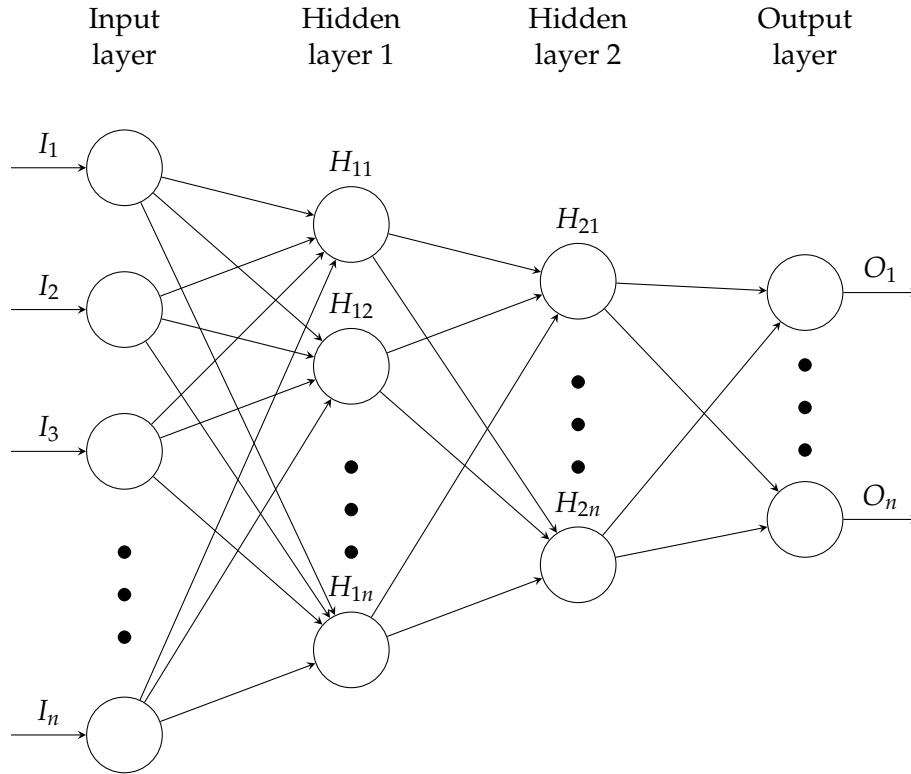 Input
layer
Hidden
layer 1
Hidden
layer 2
Output
layer
I₁
I₂
I₃
Iₙ
H₁₁
H₁₂
H₁ₙ
H₂₁
H₂ₙ
O₁
Oₙ